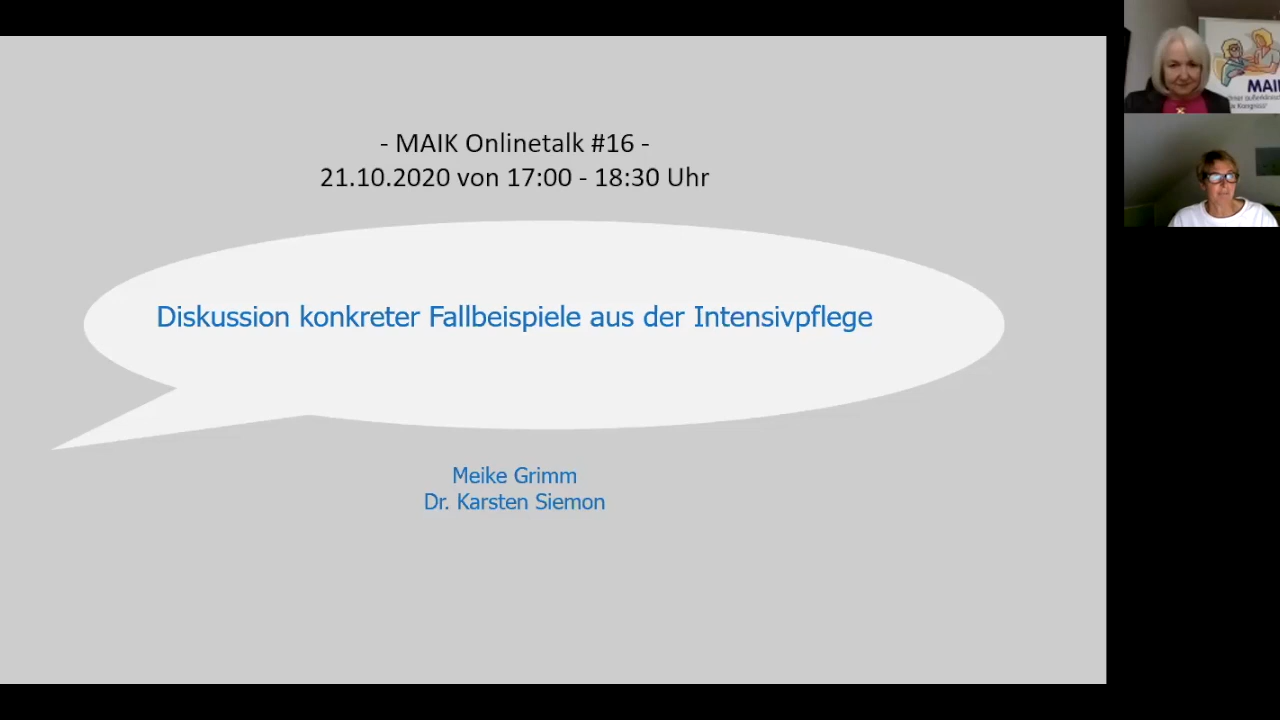 - MAIK Onlinetalk #16 -
21.10.2020 von 17:00 - 18:30 Uhr
Diskussion konkreter Fallbeispiele aus der Intensivpflege
Meike Grimm
Dr. Karsten Siemon
MAI